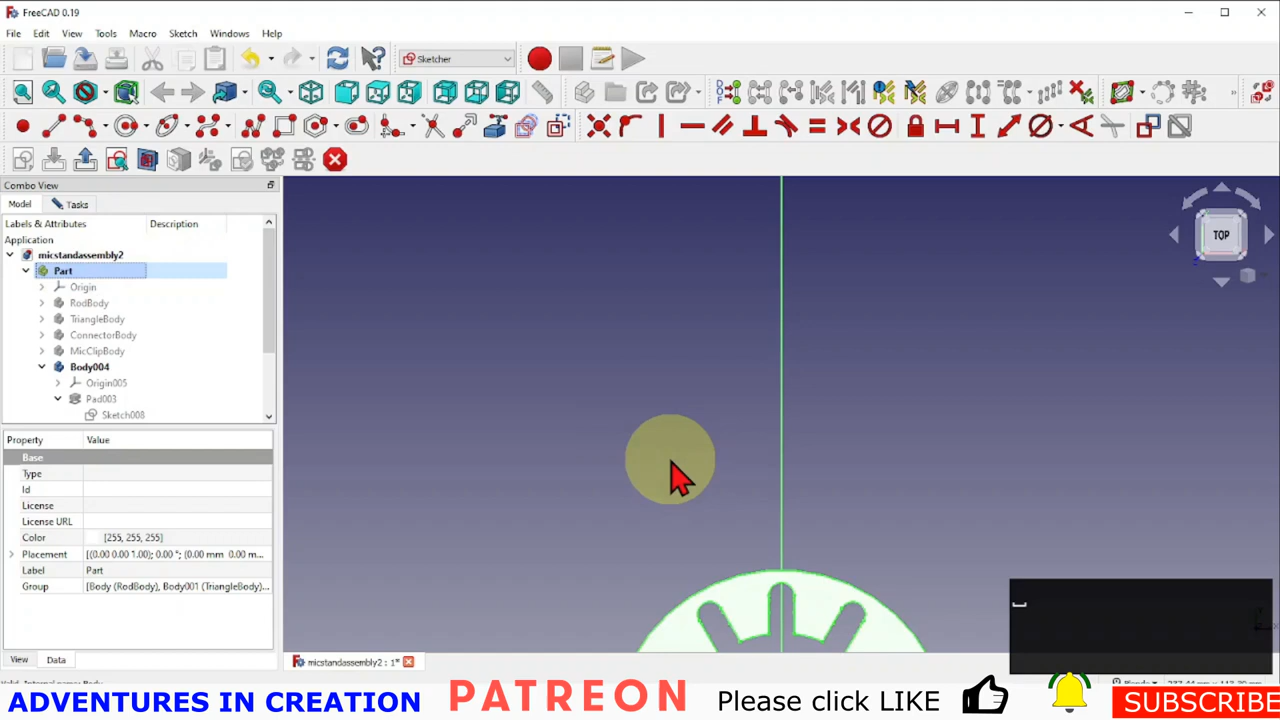 FreeCAD 0.19
File Edit View Tools Macro Sketch Windows Help
Sketcher
Combo View
Model Tasks
Labels & Attributes Description
Application
micstandassembly2
Part
Origin
RodBody
TriangleBody
ConnectorBody
MicClipBody
Body004
Origin005
Pad003
Sketch008
Property Value
Base
Type
Id
License
License URL
Color [255, 255, 255]
Placement [(0.00 0.00 1.00); 0.00 °; (0.00 mm 0.00 m...
Label Part
Group [Body (RodBody), Body001 (TriangleBody)...
View Data
micstandassembly2 : 1*
TOP
ADVENTURES IN CREATION PATREON Please click LIKE SUBSCRIBE